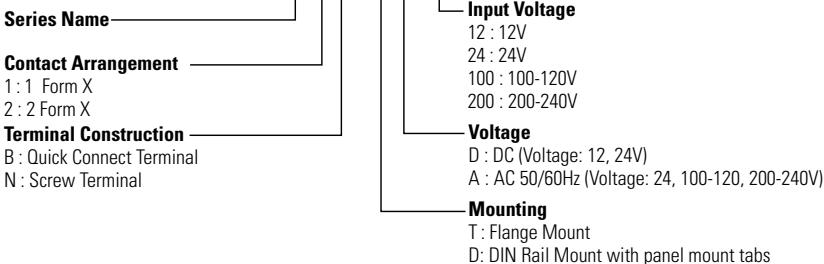 Series Name
Contact Arrangement
1 : 1 Form X
2 : 2 Form X
Terminal Construction
B : Quick Connect Terminal
N : Screw Terminal
Input Voltage
12 : 12V
24 : 24V
100 : 100-120V
200 : 200-240V
Voltage
D : DC (Voltage: 12, 24V)
A : AC 50/60Hz (Voltage: 24, 100-120, 200-240V)
Mounting
T : Flange Mount
D: DIN Rail Mount with panel mount tabs